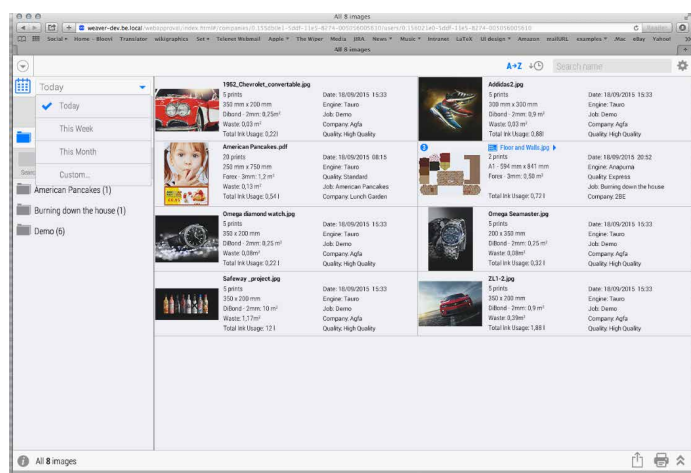 All 8 images
weaver-dev.be.local
Reader
Social Home - Bloovi Translator wikigraphics Set Telenet Webmail Apple The Wiper Media JIRA News Music Intranet LaTeX UI design Amazon mailURL examples .Mac eBay Yahoo!
All 8 images
A+Z Search name
Today
Today
This Week
This Month
Custom...
American Pancakes (1)
Burning down the house (1)
Demo (6)
1952_Chevrolet_convertable.jpg
5 prints Date: 18/09/2015 15:33
350 mm x 200 mm Engine: Tauro
Dibond - 2mm: 0,25m² Job: Demo
Waste: 0,03 m² Company: Agfa
Total Ink Usage: 0,22l Quality: High Quality
Addidas2.jpg
5 prints Date: 18/09/2015 15:33
300 mm x 300 mm Engine: Tauro
Dibond - 2mm: 0,9 m² Job: Demo
Waste: 0,03 m² Company: Agfa
Total Ink Usage: 0,88l Quality: High Quality
American Pancakes.pdf
20 prints Date: 18/09/2015 08:15
250 mm x 750 mm Engine: Tauro
Forex - 3mm: 1,2 m² Quality: Standard
Waste: 0,13 m² Job: American Pancakes
Total Ink Usage: 0,54 l Company: Lunch Garden
Floor and Walls.jpg
2 prints Date: 18/09/2015 20:52
A1 - 594 mm x 841 mm Engine: Anapurna
Forex - 3mm: 0,50 m² Quality: Express
Job: Burning down the house
Total Ink Usage: 0,72 l Company: 2BE
Omega diamond watch.jpg
5 prints Date: 18/09/2015 15:33
350 x 200 mm Engine: Tauro
DiBond - 2mm: 0,25 m² Job: Demo
Waste: 0,08m² Company: Agfa
Total Ink Usage: 0,22 l Quality: High Quality
Omega Seamaster.jpg
5 prints Date: 18/09/2015 15:33
200 x 350 mm Engine: Tauro
DiBond - 2mm: 0,25 m² Job: Demo
Waste: 0,08m² Company: Agfa
Total Ink Usage: 0,32 l Quality: High Quality
Safeway _project.jpg
5 prints Date: 18/09/2015 15:33
350 x 200 mm Engine: Tauro
DiBond - 2mm: 10 m² Job: Demo
Waste: 1,17m² Company: Agfa
Total Ink Usage: 12 l Quality: High Quality
ZL1-2.jpg
5 prints Date: 18/09/2015 15:33
350 x 200 mm Engine: Tauro
DiBond - 2mm: 0,9 m² Job: Demo
Waste: 0,39m² Company: Agfa
Total Ink Usage: 1,88 l Quality: High Quality
All 8 images